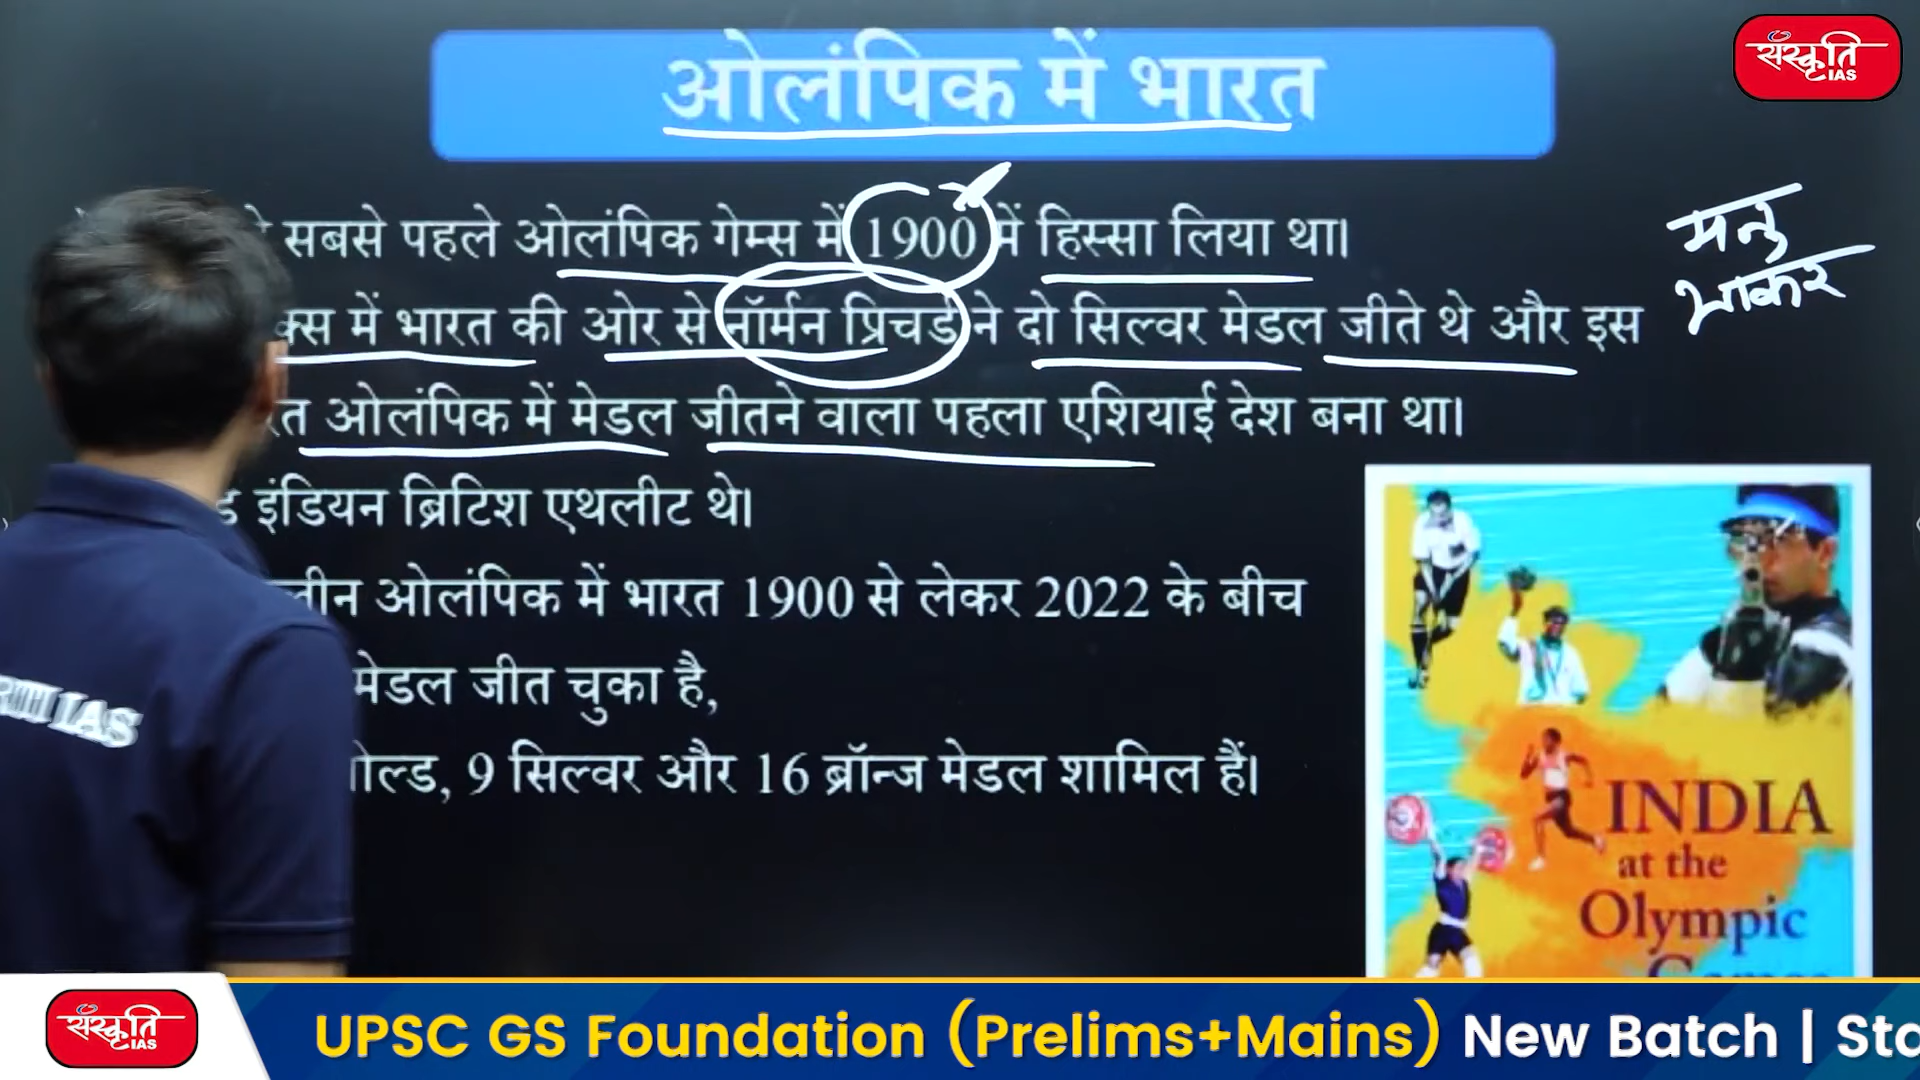 ओलंपिक में भारत
संस्कृति
IAS
सबसे पहले ओलंपिक गेम्स में 1900 में हिस्सा लिया था।
मनु
भाकर
में भारत की ओर से नॉर्मन प्रिचर्ड ने दो सिल्वर मेडल जीते थे और इस
ओलंपिक में मेडल जीतने वाला पहला एशियाई देश बना था।
इंडियन ब्रिटिश एथलीट थे।
ओलंपिक में भारत 1900 से लेकर 2022 के बीच
मेडल जीत चुका है,
9 सिल्वर और 16 ब्रॉन्ज मेडल शामिल हैं।
IAS
INDIA
at the
Olympic
संस्कृति
IAS
UPSC GS Foundation (Prelims+Mains) New Batch |